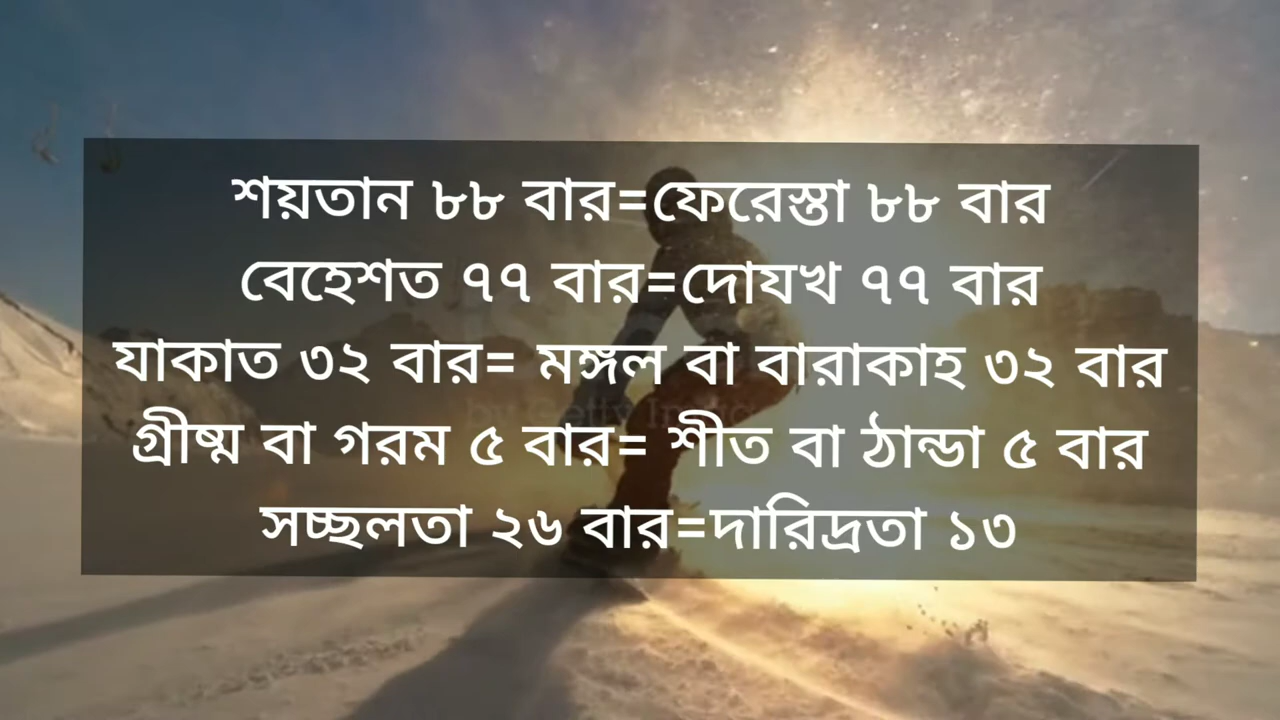 শয়তান ৮৮ বার=ফেরেস্তা ৮৮ বার
বেহেশত ৭৭ বার=দোযখ ৭৭ বার
যাকাত ৩২ বার= মঙ্গল বা বারাকাহ ৩২ বার
গ্রীষ্ম বা গরম ৫ বার= শীত বা ঠান্ডা ৫ বার
সচ্ছলতা ২৬ বার=দারিদ্রতা ১৩